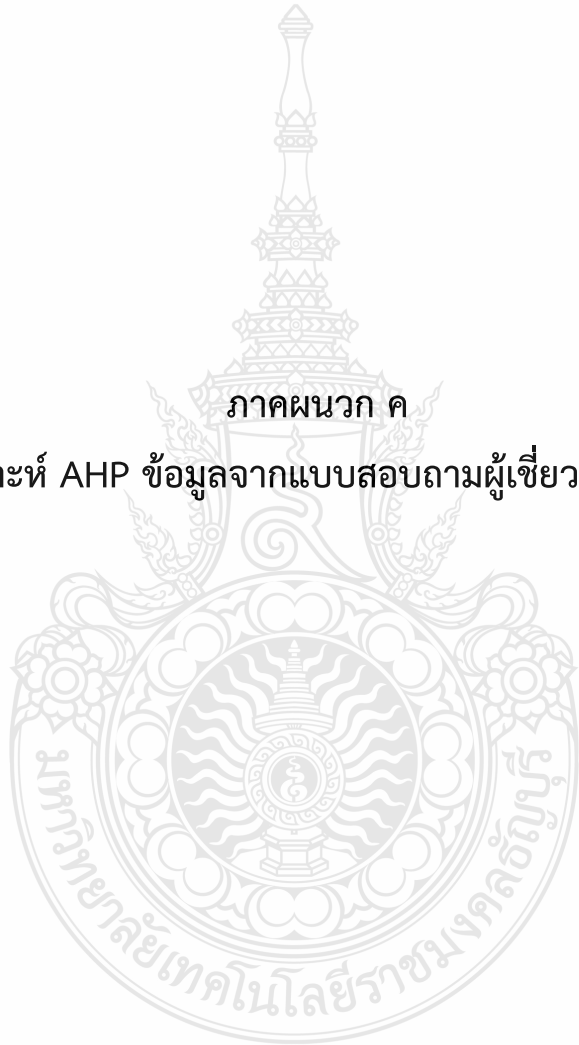 ภาคผนวก ค
าะห์ AHP ข้อมูลจากแบบสอบถามผู้เชี่ยว
มหาวิทยาลัยเทคโนโลยีราชมงคลธัญบุรี